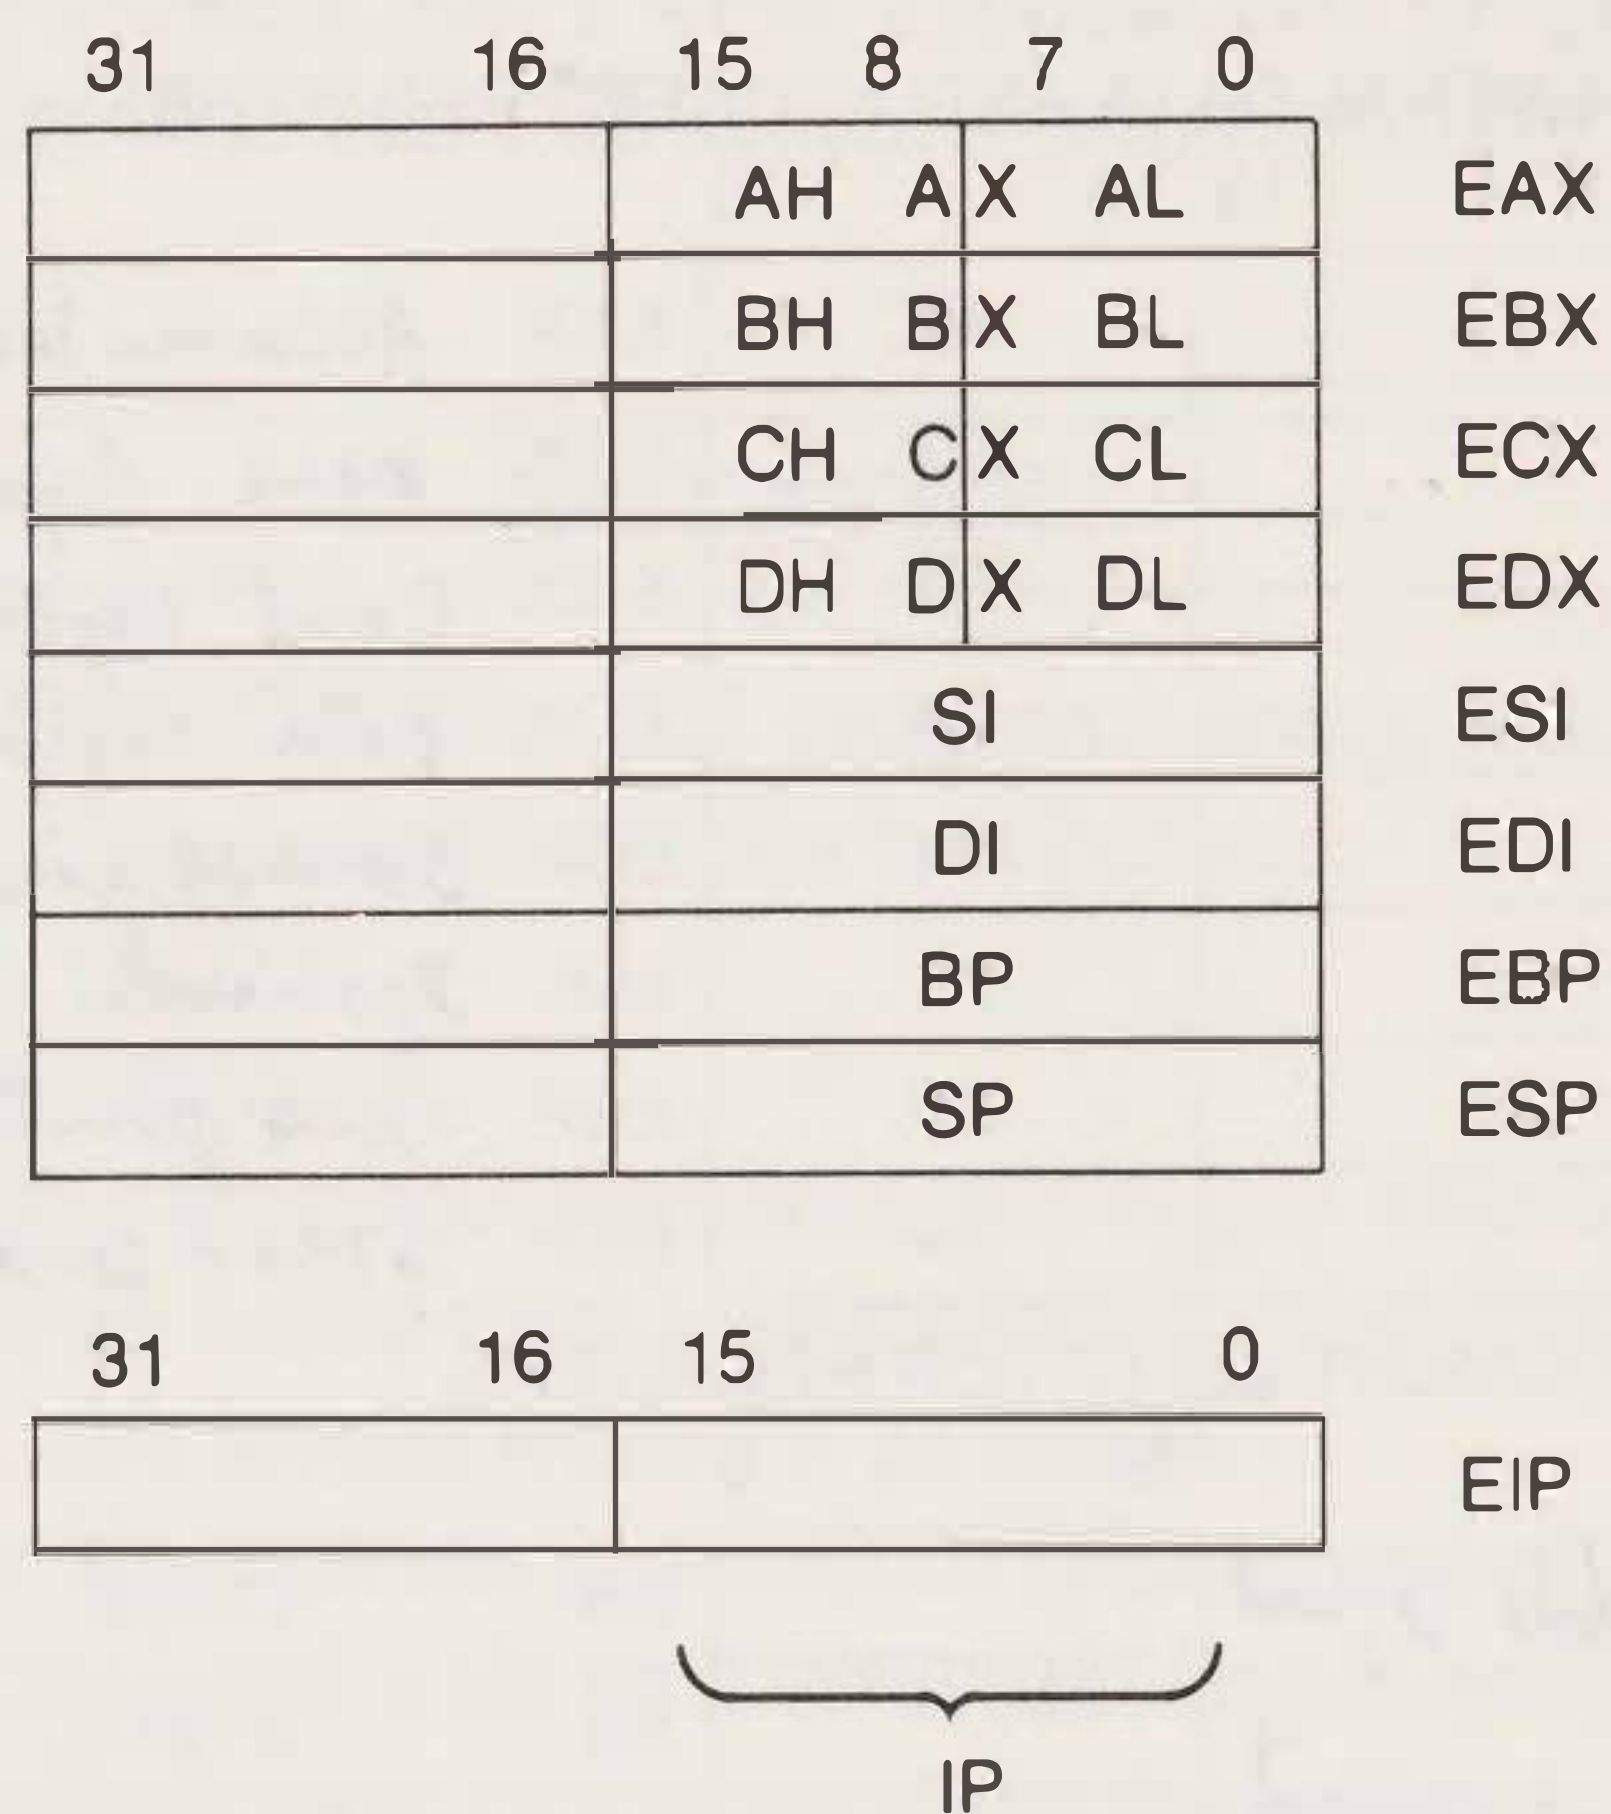 31 16 15 8 7 0
AH AX AL EAX
BH BX BL EBX
CH CX CL ECX
DH DX DL EDX
SI ESI
DI EDI
BP EBP
SP ESP
31 16 15 0
EIP
IP